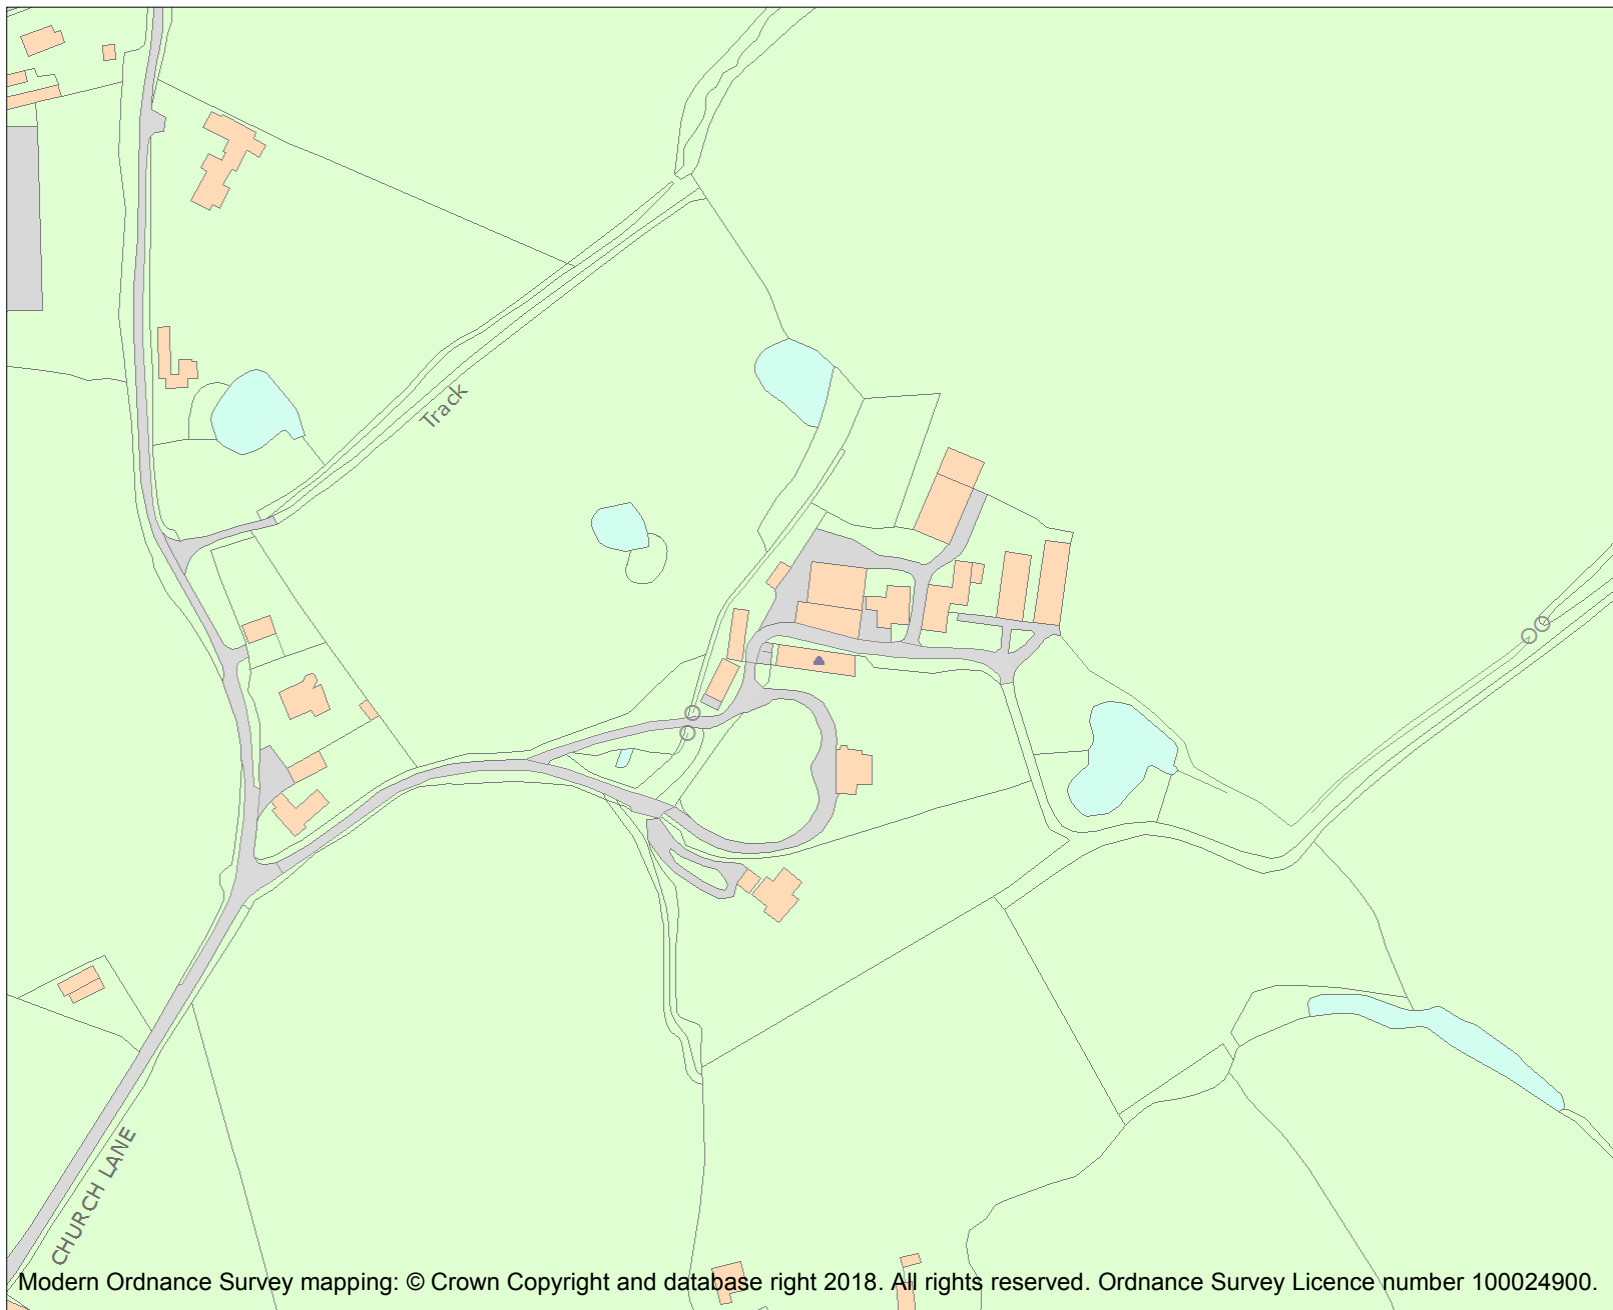 Track
CHURCH LANE
Modern Ordnance Survey mapping: © Crown Copyright and database right 2018. All rights reserved. Ordnance Survey Licence number 100024900.